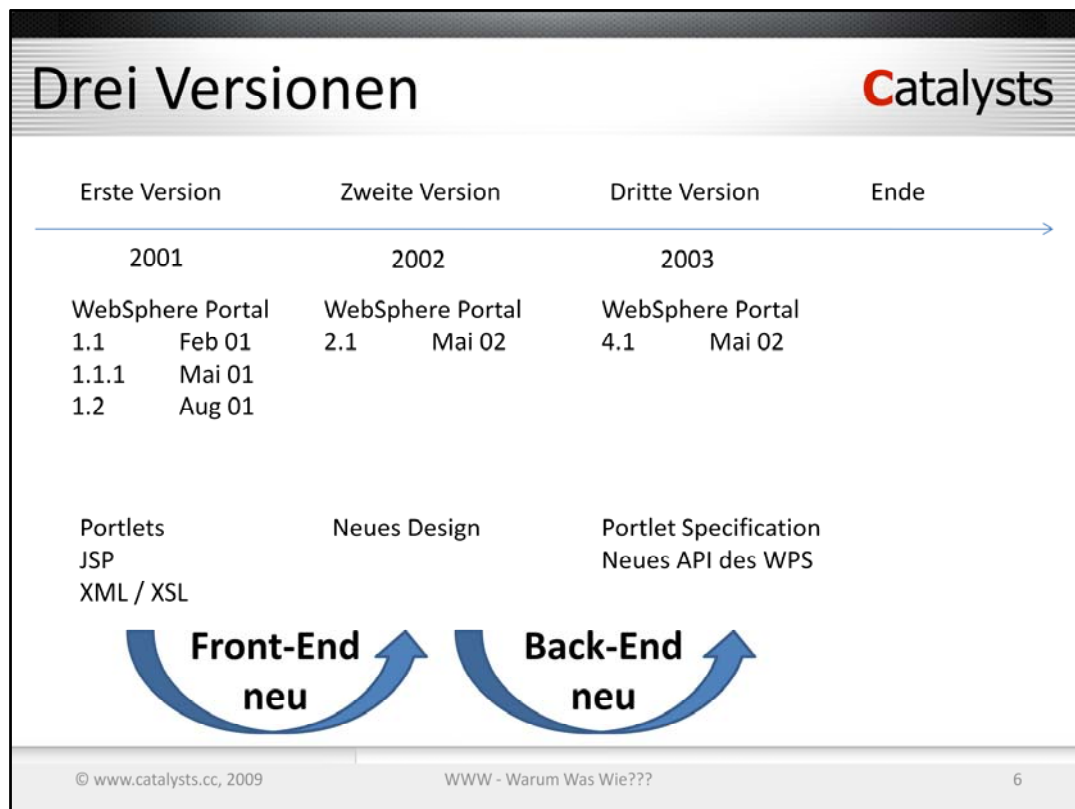 Drei Versionen
Catalysts
Erste Version Zweite Version Dritte Version Ende
2001 2002 2003
WebSphere Portal WebSphere Portal WebSphere Portal
1.1 Feb 01 2.1 Mai 02 4.1 Mai 02
1.1.1 Mai 01
1.2 Aug 01
Portlets Neues Design Portlet Specification
JSP Neues API des WPS
XML / XSL
Front-End Back-End
neu neu
© www.catalysts.cc, 2009 WWW - Warum Was Wie??? 6